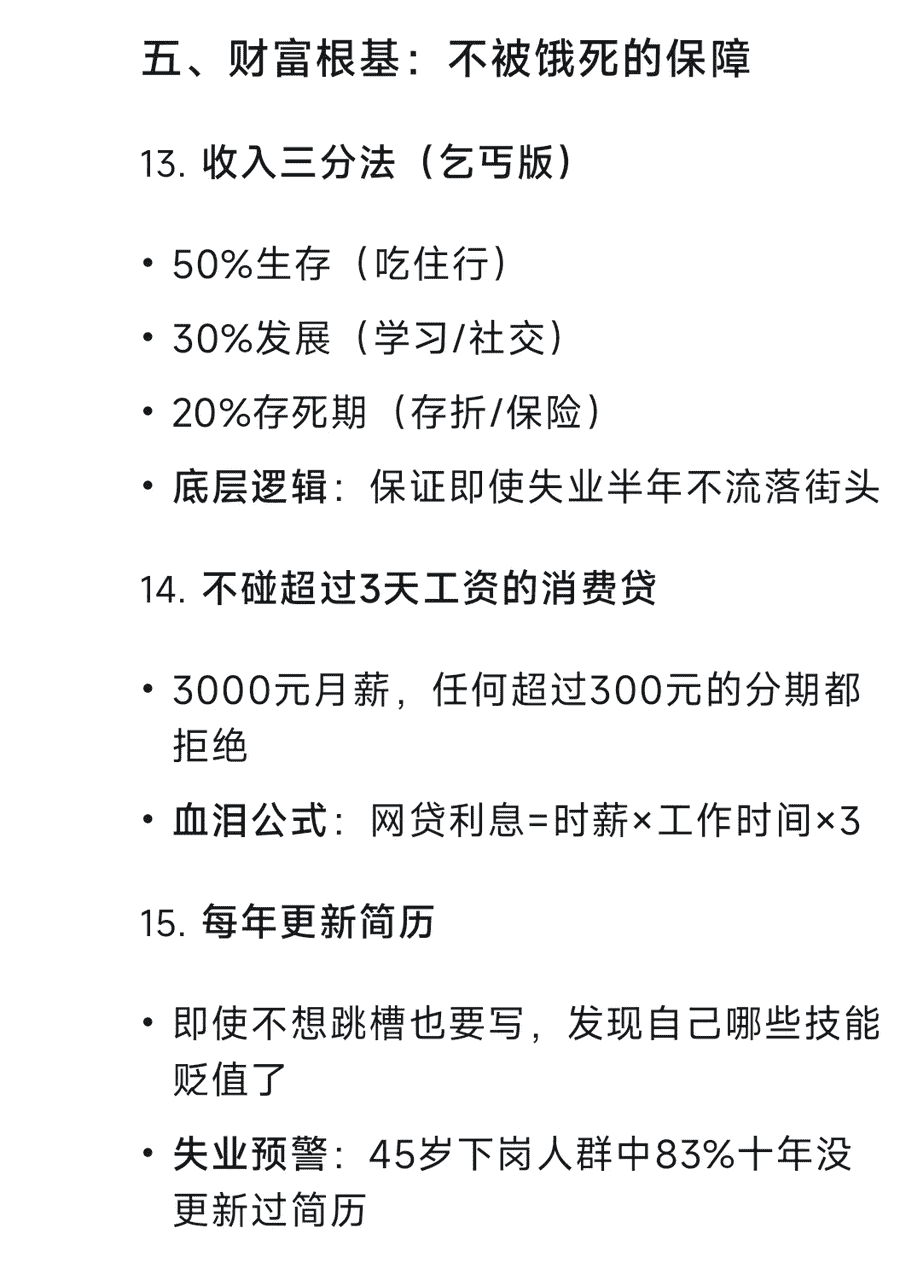 五、财富根基：不被饿死的保障
13. 收入三分法（乞丐版）
• 50%生存（吃住行）
• 30%发展（学习/社交）
• 20%存死期（存折/保险）
• 底层逻辑：保证即使失业半年不流落街头
14. 不碰超过3天工资的消费贷
• 3000元月薪，任何超过300元的分期都
拒绝
• 血泪公式：网贷利息=时薪×工作时间×3
15. 每年更新简历
• 即使不想跳槽也要写，发现自己哪些技能
贬值了
• 失业预警：45岁下岗人群中83%十年没
更新过简历